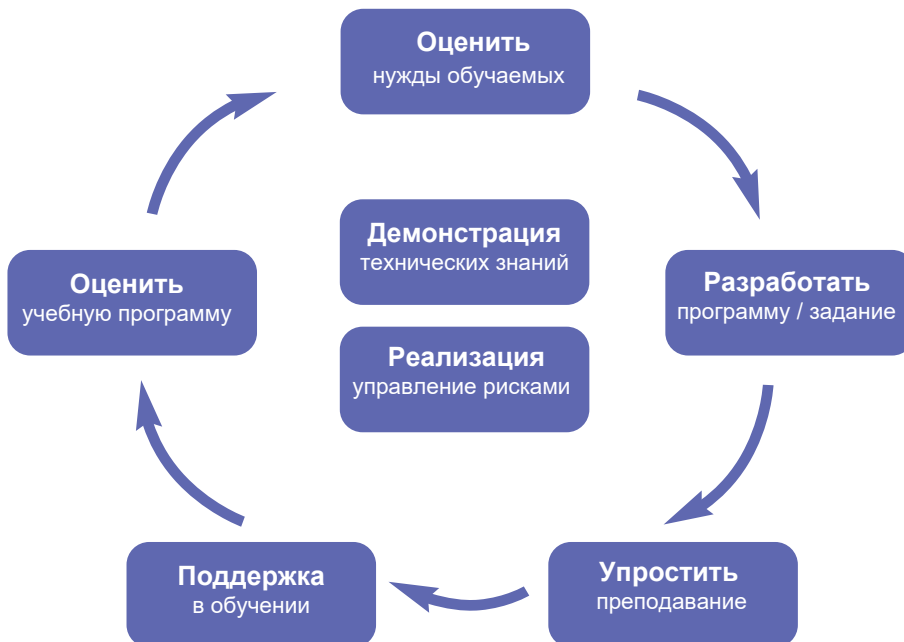 Оценить
нужды обучаемых
Демонстрация
технических знаний
Оценить
учебную программу
Разработать
программу / задание
Реализация
управление рисками
Поддержка
в обучении
Упростить
преподавание